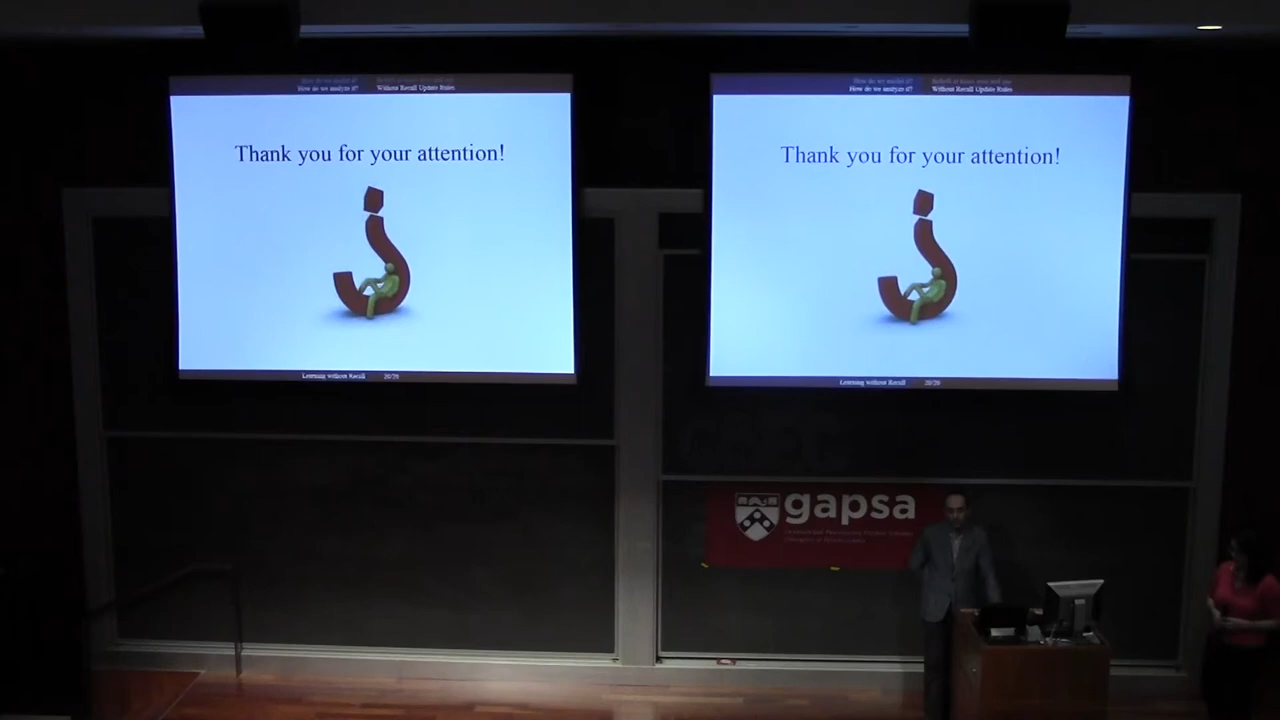 How do we model it?
How do we analyze it?
Without Recall Update Rules
Thank you for your attention!
Learning without Recall 20/20
How do we model it?
How do we analyze it?
Without Recall Update Rules
Thank you for your attention!
Learning without Recall 20/20
gapsa